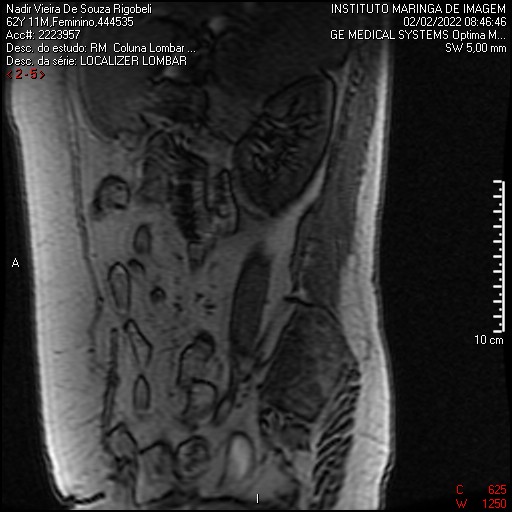 Nadir Vieira De Souza Rigobeli
62Y 11M,Feminino,444535
Acc#: 2223957
Desc. do estudo: RM  Coluna Lombar ...
Desc. da série: LOCALIZER LOMBAR
<2-5>
INSTITUTO MARINGA DE IMAGEM
02/02/2022 08:46:46
GE MEDICAL SYSTEMS Optima M...
SW 5,00 mm
A
10 cm
I
C 625
W 1250